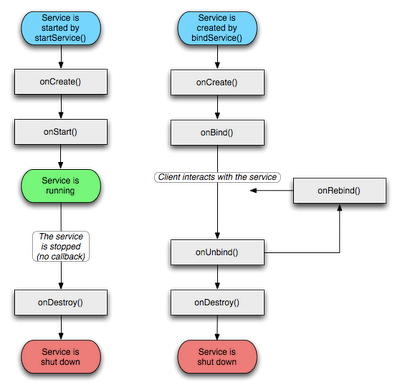 Service is
started by
startService()
onCreate()
onStart()
Service is
running
The service
is stopped
(no callback)
onDestroy()
Service is
shut down
Service is
created by
bindService()
onCreate()
onBind()
Client interacts with the service
onRebind()
onUnbind()
onDestroy()
Service is
shut down